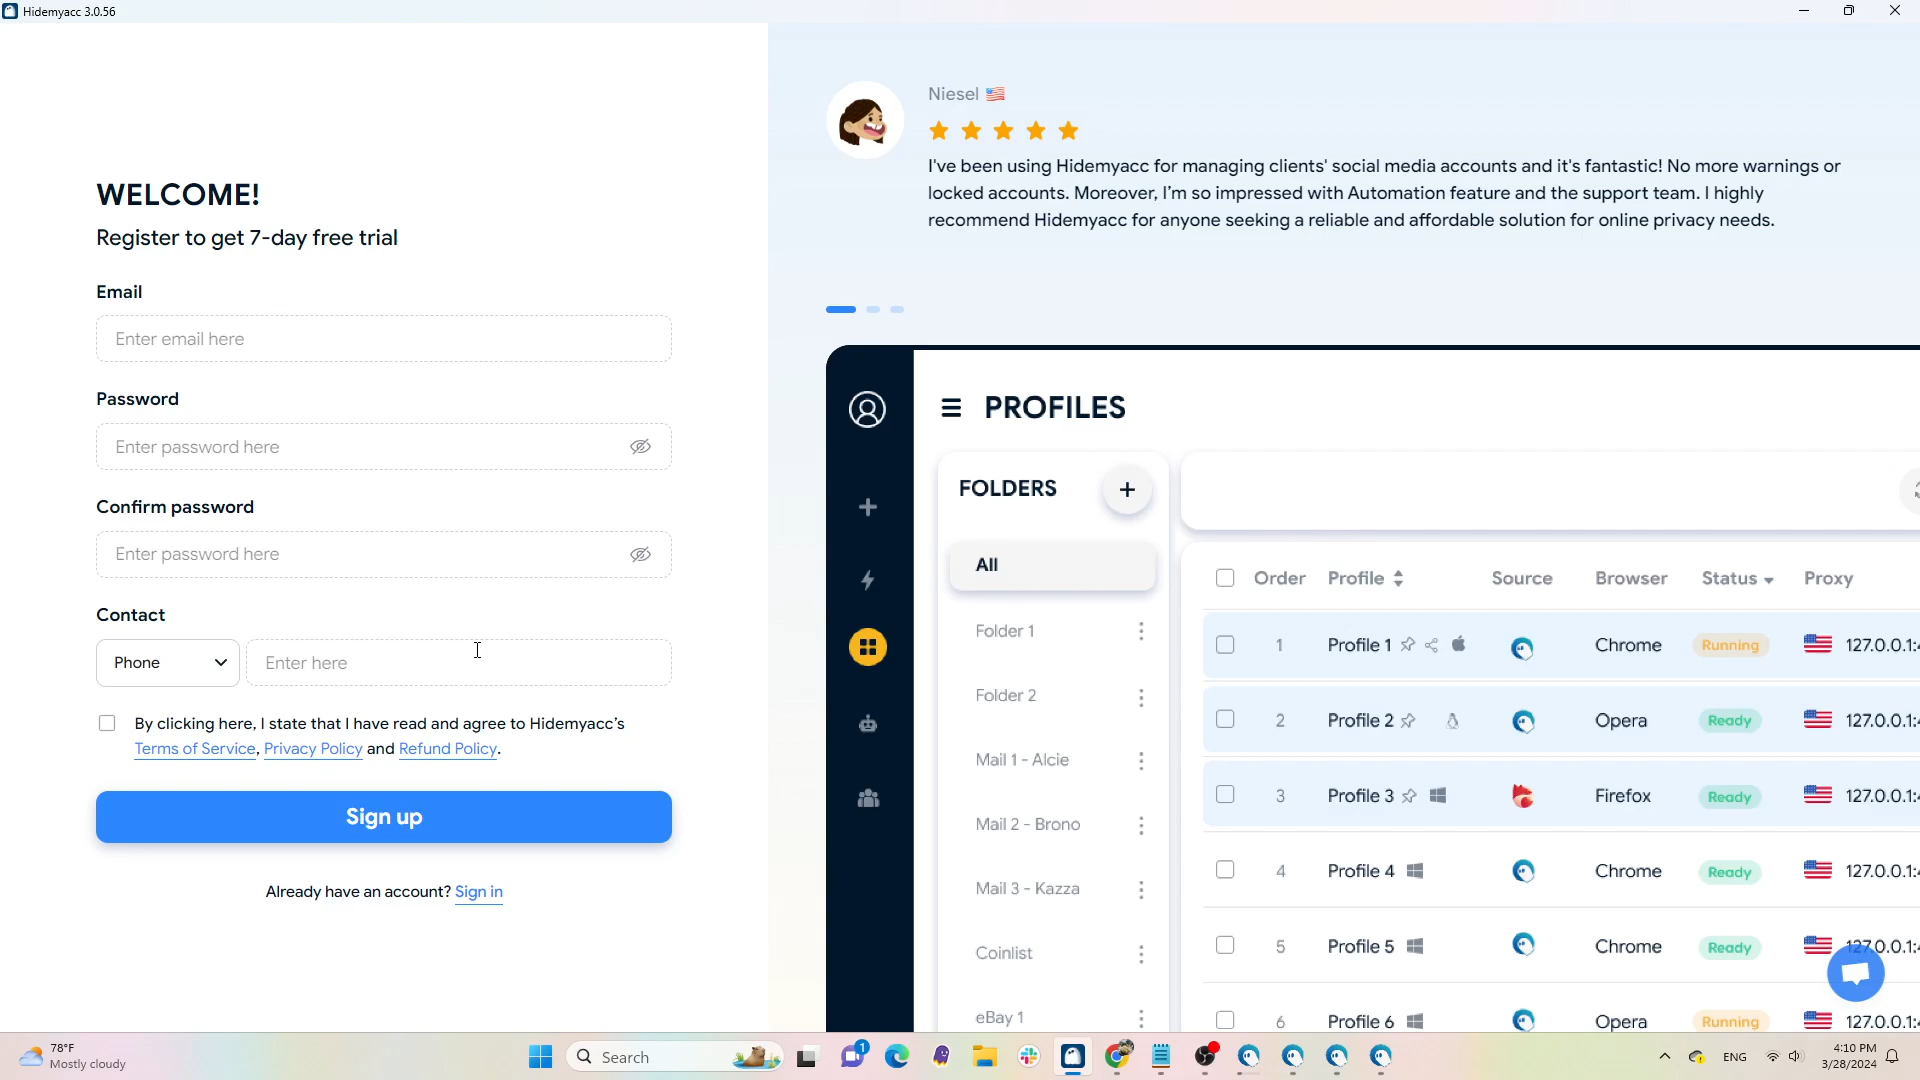 Hidemyacc 3.0.56
WELCOME!
Register to get 7-day free trial
Email
Enter email here
Password
Enter password here
Confirm password
Enter password here
Contact
Phone
Enter here
By clicking here, I state that I have read and agree to Hidemyacc's
Terms of Service, Privacy Policy and Refund Policy.
Sign up
Already have an account? Sign in
Niesel
I've been using Hidemyacc for managing clients' social media accounts and it's fantastic! No more warnings or
locked accounts. Moreover, I'm so impressed with Automation feature and the support team. I highly
recommend Hidemyacc for anyone seeking a reliable and affordable solution for online privacy needs.
PROFILES
FOLDERS
All
Folder 1
Folder 2
Mail 1 - Alcie
Mail 2 - Brono
Mail 3 - Kazza
Coinlist
eBay 1
Order Profile Source Browser Status Proxy
1 Profile 1 Chrome Running 127.0.0.1:
2 Profile 2 Opera Ready 127.0.0.1:
3 Profile 3 Firefox Ready 127.0.0.1:
4 Profile 4 Chrome Ready 127.0.0.1:
5 Profile 5 Chrome Ready 127.0.0.1:
6 Profile 6 Opera Running 127.0.0.1:
78°F
Mostly cloudy
Search
1
ENG
4:10 PM
3/28/2024